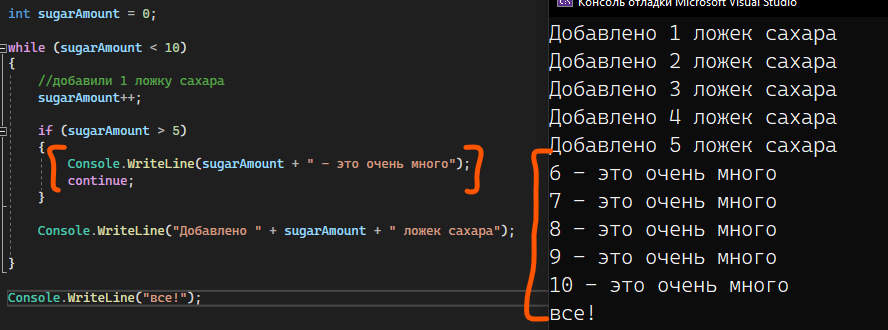 int sugarAmount = 0;
while (sugarAmount < 10)
{
//добавили 1 ложку сахара
sugarAmount++;
if (sugarAmount > 5)
{
Console.WriteLine(sugarAmount + " - это очень много");
continue;
}
Console.WriteLine("Добавлено " + sugarAmount + " ложек сахара");
}
Console.WriteLine("все!");
Консоль отладки Microsoft Visual Studio
Добавлено 1 ложек сахара
Добавлено 2 ложек сахара
Добавлено 3 ложек сахара
Добавлено 4 ложек сахара
Добавлено 5 ложек сахара
6 - это очень много
7 - это очень много
8 - это очень много
9 - это очень много
10 - это очень много
все!